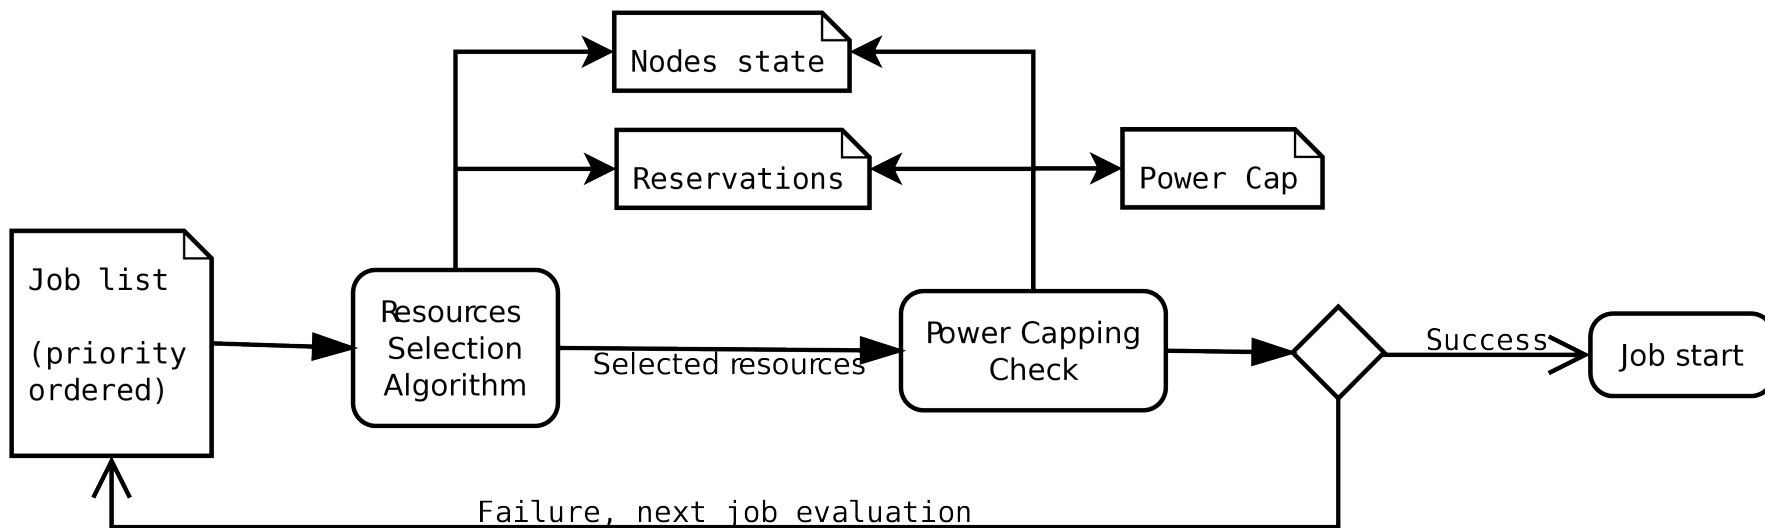 Nodes state
Reservations
Power Cap
Job list
(priority
ordered)
Resources
Selection
Algorithm
Selected resources
Power Capping
Check
Success
Job start
Failure, next job evaluation